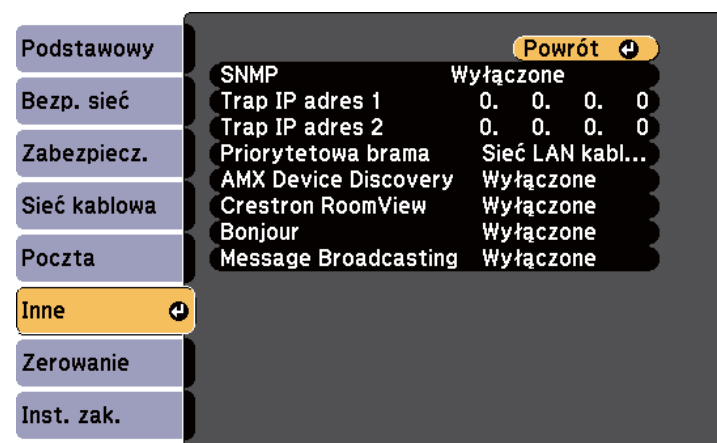 Podstawowy
Bezp. sieć
Zabezpiecz.
Sieć kablowa
Poczta
Inne
Zerowanie
Inst. zak.
Powrót
SNMP Wyłączone
Trap IP adres 1 0. 0. 0. 0
Trap IP adres 2 0. 0. 0. 0
Priorytetowa brama Sieć LAN kabl...
AMX Device Discovery Wyłączone
Crestron RoomView Wyłączone
Bonjour Wyłączone
Message Broadcasting Wyłączone